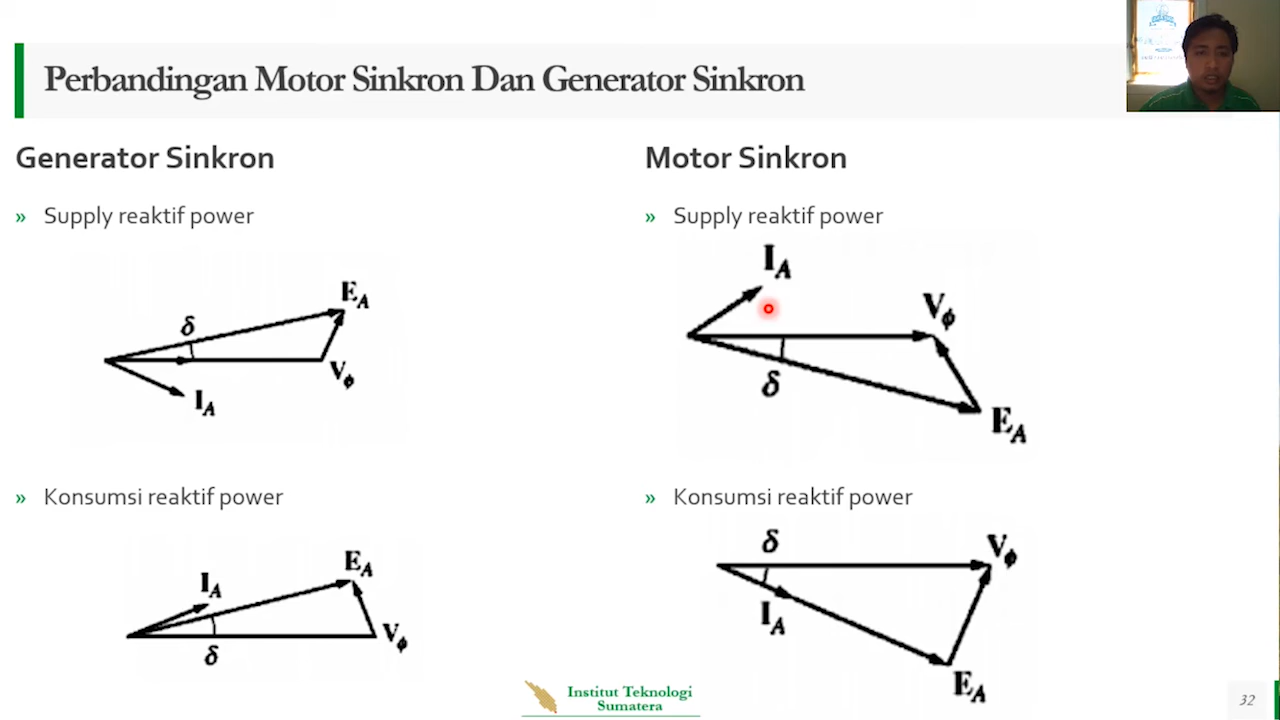 Perbandingan Motor Sinkron Dan Generator Sinkron
Generator Sinkron
» Supply reaktif power
E_A
δ
V_ϕ
I_A
» Konsumsi reaktif power
E_A
I_A
V_ϕ
δ
Motor Sinkron
» Supply reaktif power
I_A
V_ϕ
δ
E_A
» Konsumsi reaktif power
δ
V_ϕ
I_A
E_A
Institut Teknologi
Sumatera
32